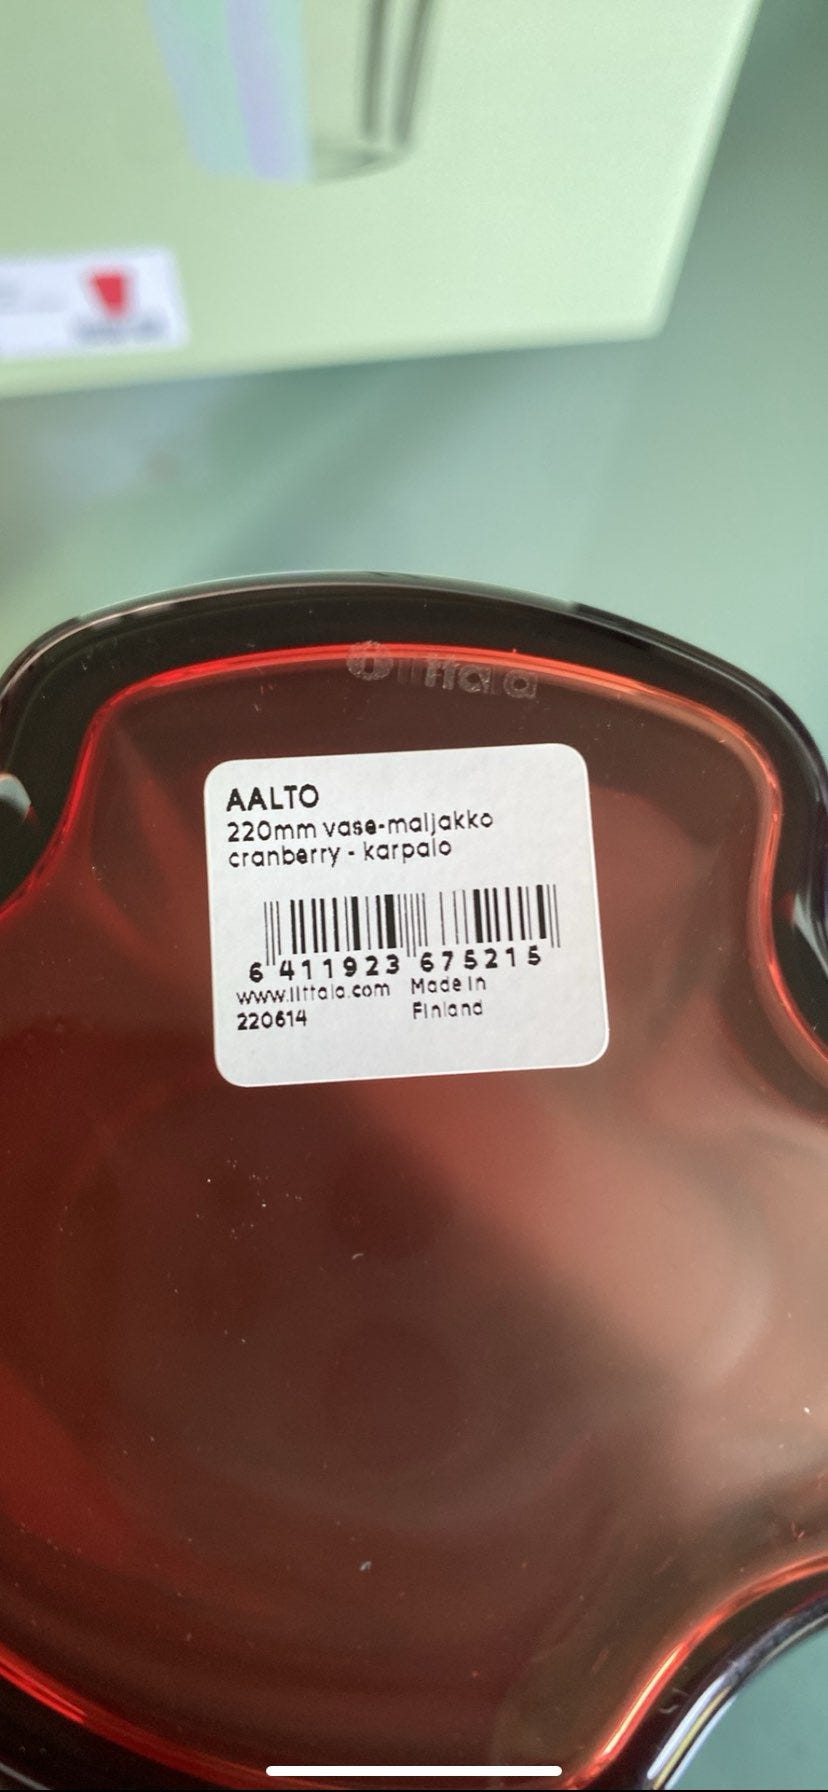 iittala
AALTO
220mm vase-maljakko
cranberry - karpalo
6 411923 675215
www.iittala.com Made in
220614 Finland